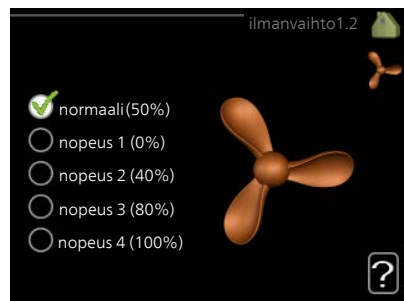 ilmanvaihto1.2
normaali(50%)
nopeus 1 (0%)
nopeus 2 (40%)
nopeus 3 (80%)
nopeus 4 (100%)
?